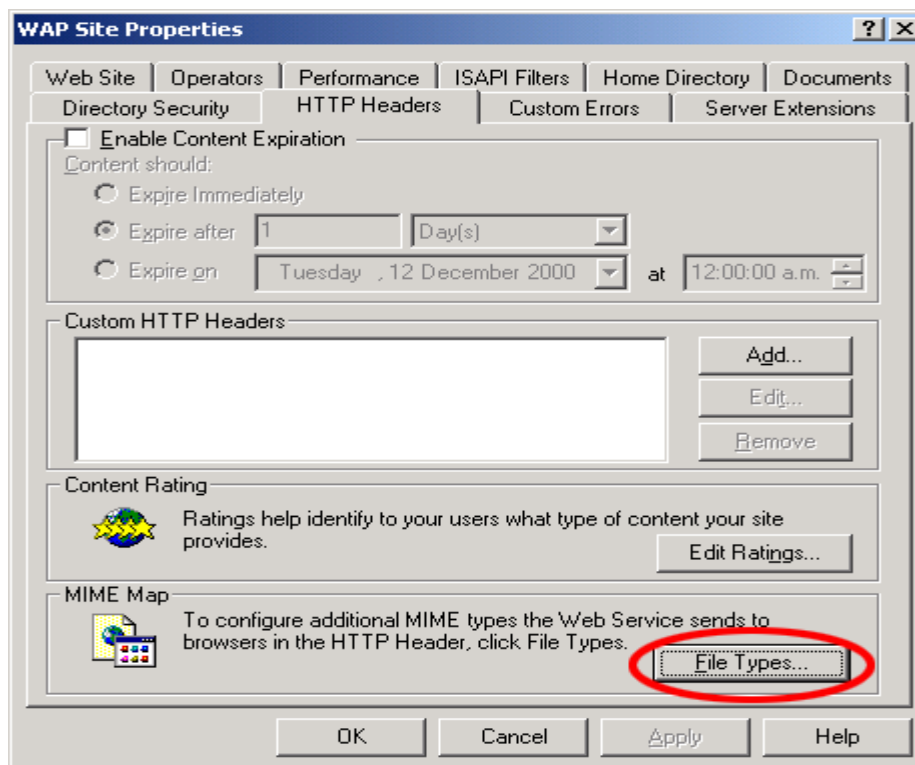 WAP Site Properties
Web Site Operators Performance ISAPI Filters Home Directory Documents
Directory Security HTTP Headers Custom Errors Server Extensions
Enable Content Expiration
Content should:
Expire Immediately
Expire after 1 Day(s)
Expire on Tuesday , 12 December 2000 at 12:00:00 a.m.
Custom HTTP Headers
Add...
Edit...
Remove
Content Rating
Ratings help identify to your users what type of content your site
provides.
Edit Ratings...
MIME Map
To configure additional MIME types the Web Service sends to
browsers in the HTTP Header, click File Types.
File Types...
OK Cancel Apply Help